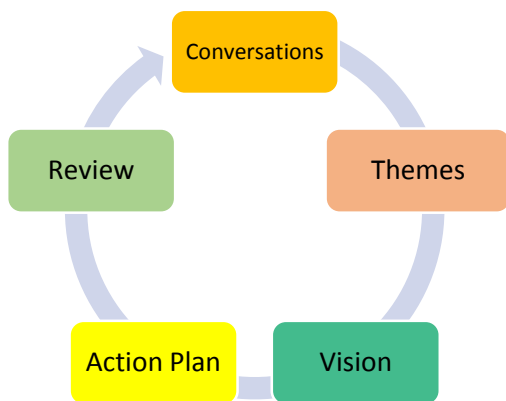 Conversations
Themes
Vision
Action Plan
Review